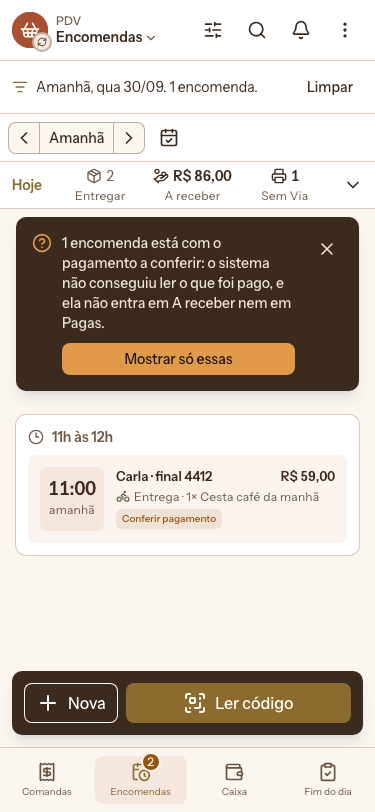 PDV
Encomendas
Amanhã, qua 30/09. 1 encomenda.
Limpar
Amanhã
Hoje
2
Entregar
R$ 86,00
A receber
1
Sem Via
1 encomenda está com o
pagamento a conferir: o sistema
não conseguiu ler o que foi pago, e
ela não entra em A receber nem em
Pagas.
Mostrar só essas
11h às 12h
11:00
amanhã
Carla · final 4412
R$ 59,00
Entrega · 1× Cesta café da manhã
Conferir pagamento
Nova
Ler código
Comandas
2
Encomendas
Caixa
Fim do dia